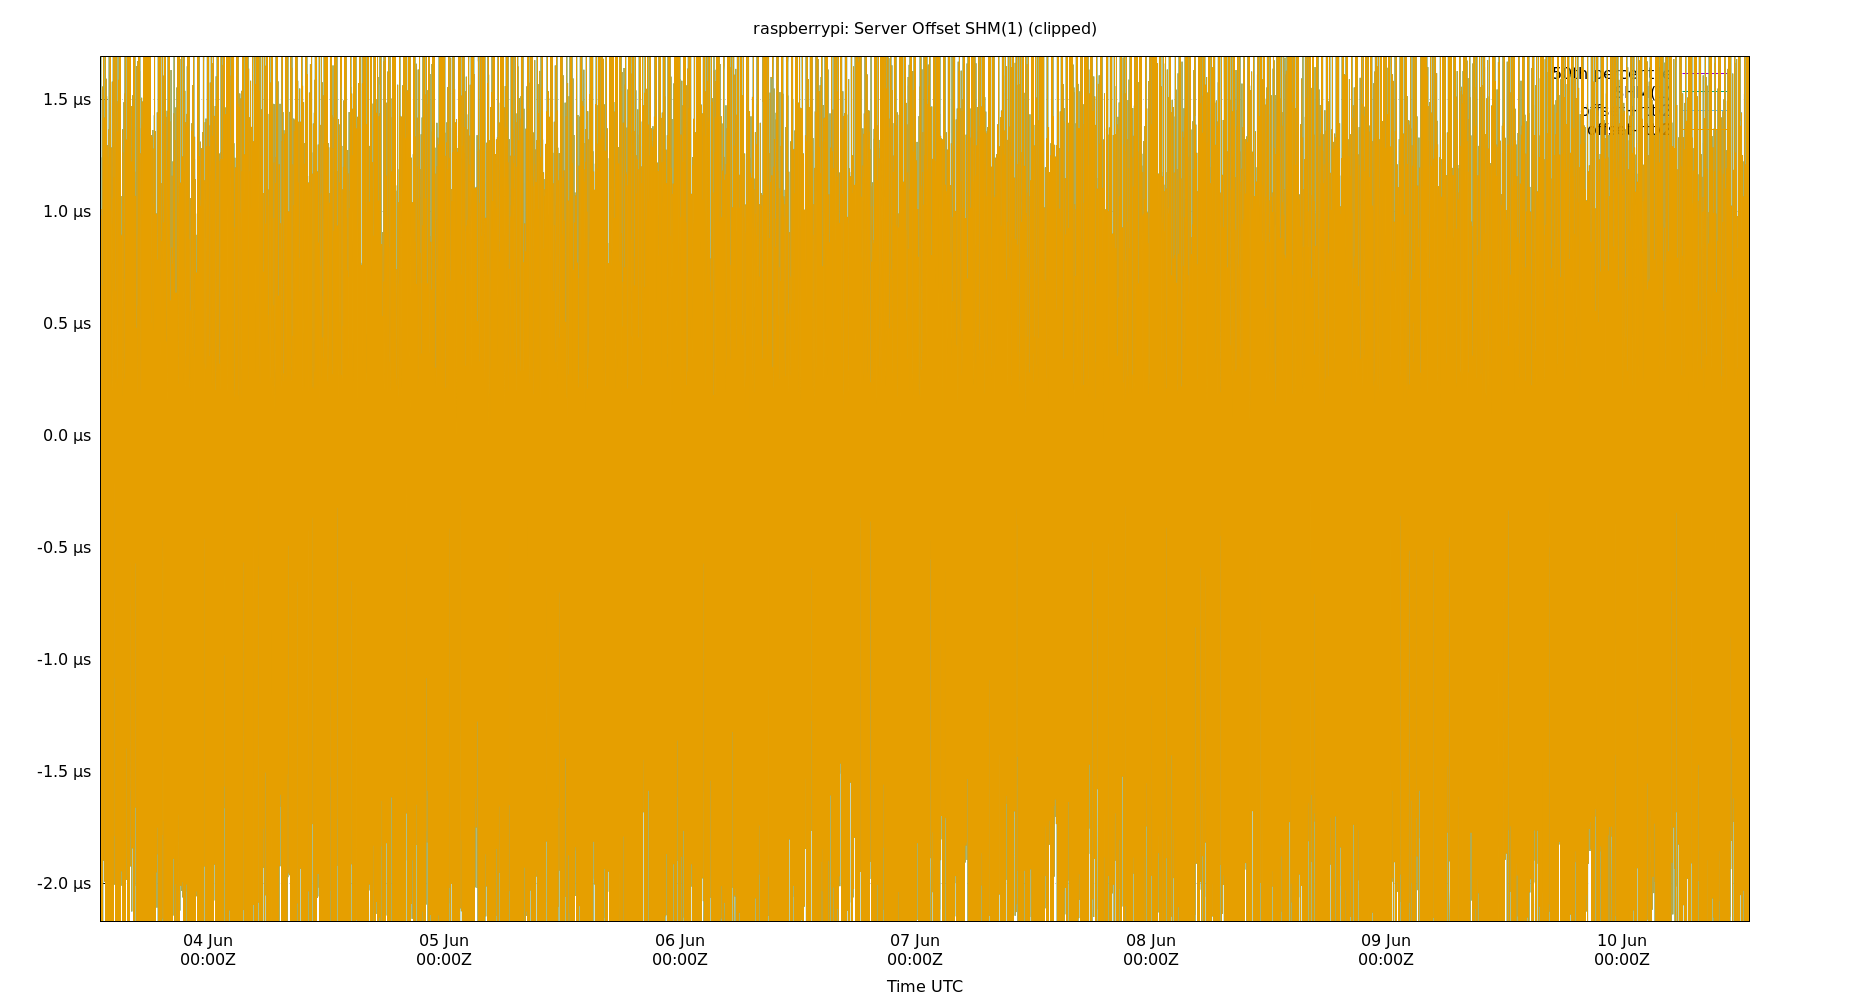 raspberrypi: Server Offset SHM(1) (clipped)
50th
1.5 µs
1.0 µs
0.5 µs
0.0 µs
-0.5 µs
-1.0 µs
-1.5 µs
-2.0 µs
04 Jun 05 Jun 06 Jun 07 Jun 08 Jun 09 Jun 10 Jun
00:00Z 00:00Z 00:00Z 00:00Z 00:00Z 00:00Z 00:00Z
Time UTC